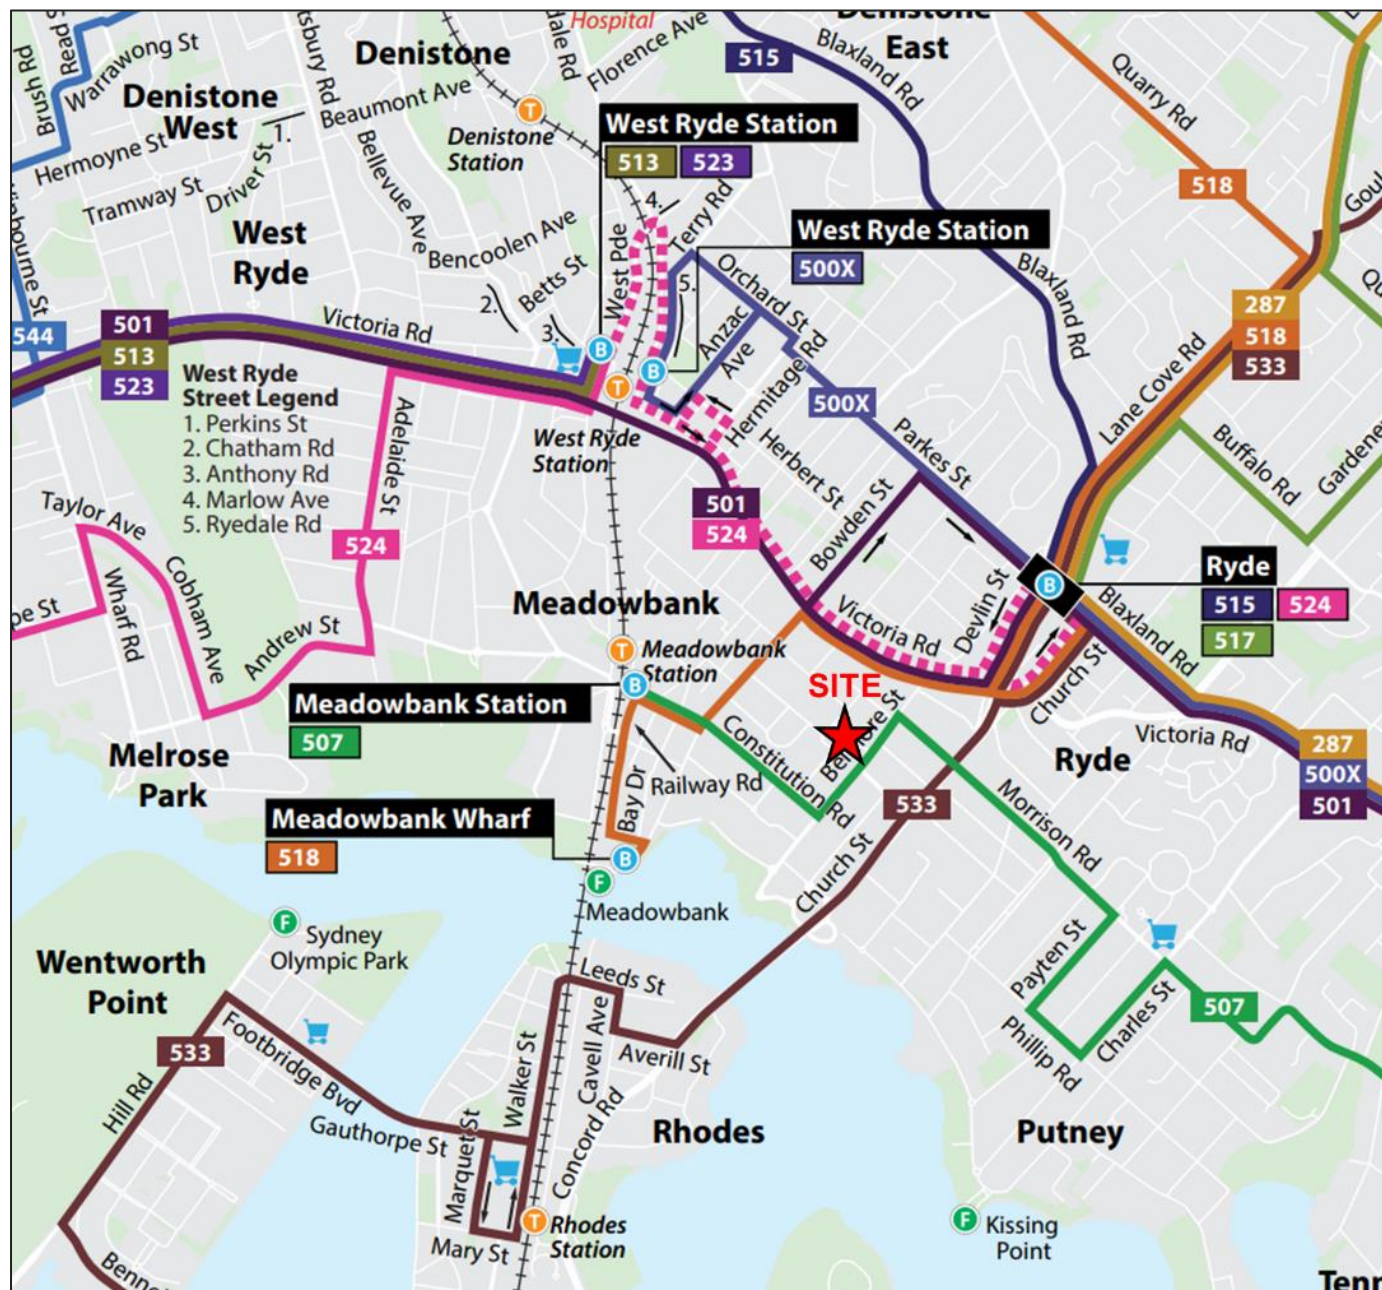 Hospital
Denistone
East
Denistone
Denistone
West
West
Ryde
Brush Rd
Read St
Warrawong St
Hermoyne St
Tramway St
Driver St
1.
Beaumont Ave
Bellevue Ave
Bencoolen Ave
Florence Ave
Denistone
Station
515
Blaxland Rd
Quarry Rd
518
West Ryde Station
513
523
4.
Terry Rd
West Ryde Station
500X
West Pde
5.
Orchard St
Anzac
Ave
Hermitage Rd
Blaxland Rd
Betts St
2.
3.
B
T
B
544
501
513
523
Victoria Rd
West Ryde
Street Legend
1. Perkins St
2. Chatham Rd
3. Anthony Rd
4. Marlow Ave
5. Ryedale Rd
Adelaide St
524
West Ryde
Station
287
518
533
Lane Cove Rd
500X
Parkes St
Herbert St
Buffalo Rd
501
524
Bowden St
Taylor Ave
Wharf Rd
Cobham Ave
Andrew St
Meadowbank
Victoria Rd
Devlin St
B
Ryde
515
524
517
Blaxland Rd
Church St
T
Meadowbank
Station
B
Meadowbank Station
507
SITE
Constitution Rd
Railway Rd
Bay Dr
Ryde
Victoria Rd
287
500X
501
Melrose
Park
533
Morrison Rd
Church St
Meadowbank Wharf
518
B
F
Meadowbank
F
Sydney
Olympic Park
Wentworth
Point
Leeds St
Cavell Ave
Averill St
Walker St
Concord Rd
Payten St
Phillip Rd
Charles St
507
533
Footbridge Bvd
Hill Rd
Gauthorpe St
Marquet St
Mary St
Rhodes
Putney
T
Rhodes
Station
F
Kissing
Point